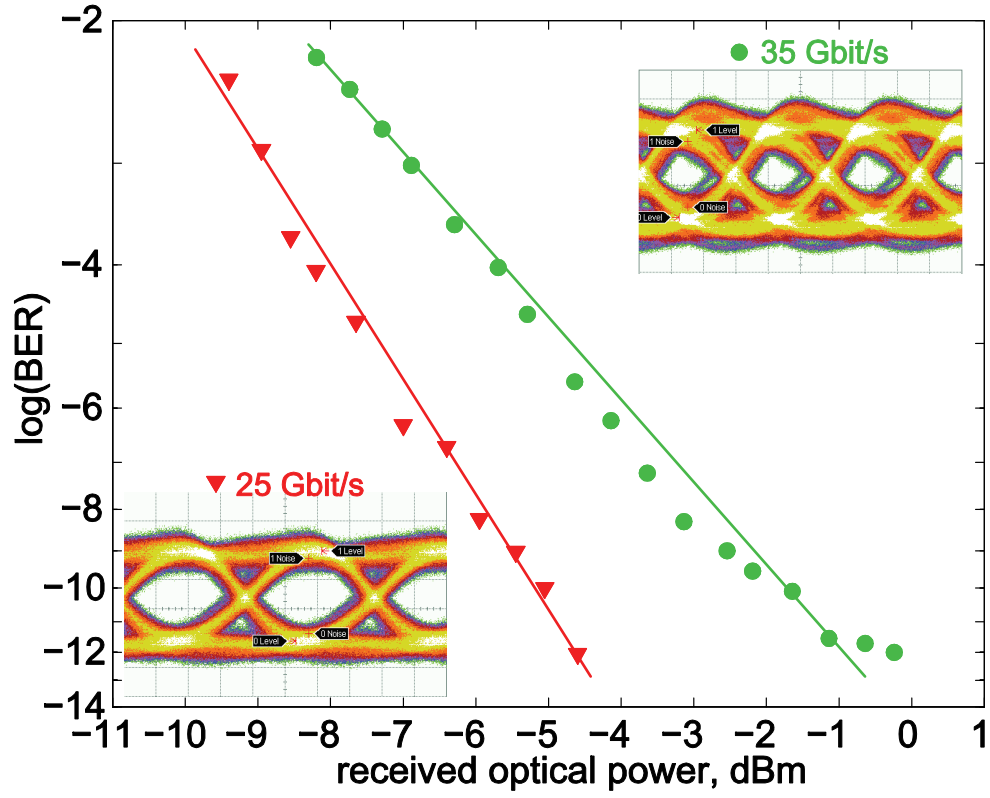 −2
35 Gbit/s
1 Level
1 Noise
0 Noise
0 Level
−4
log(BER)
−6
25 Gbit/s
−8
1 Level
1 Noise
−10
0 Noise
0 Level
−12
−14
−11 −10 −9 −8 −7 −6 −5 −4 −3 −2 −1 0 1
received optical power, dBm